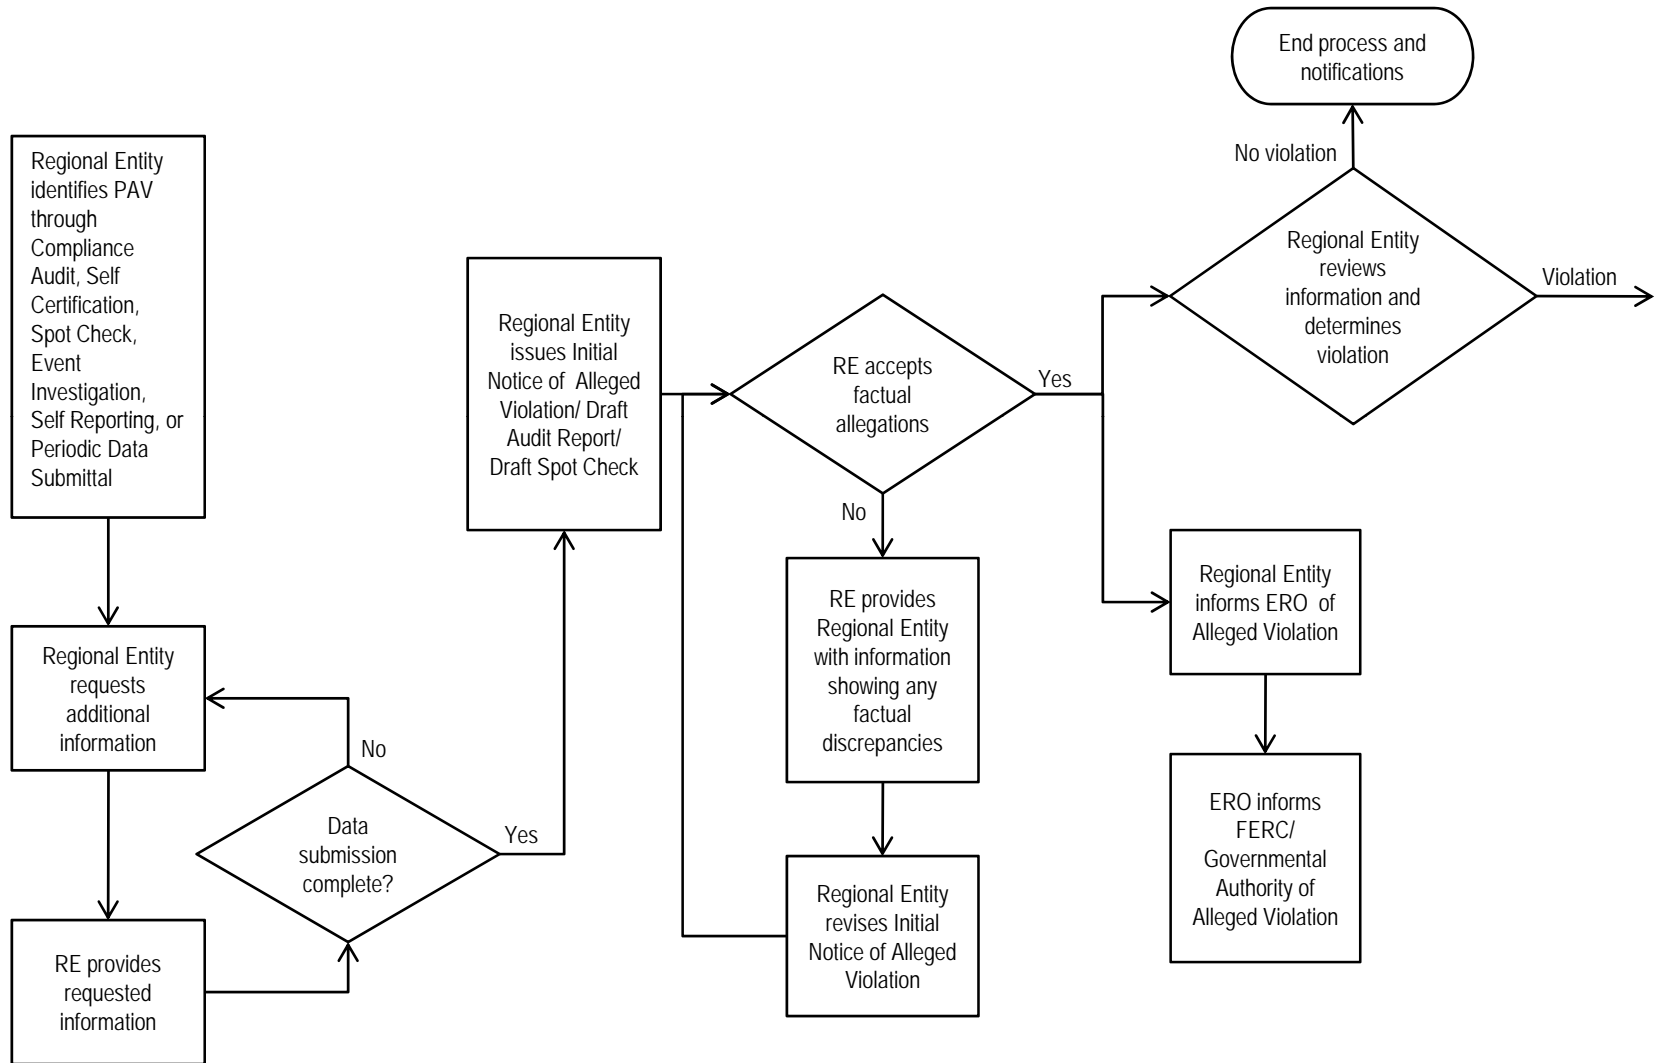 Regional Entity
identifies PAV
through
Compliance
Audit, Self
Certification,
Spot Check,
Event
Investigation,
Self Reporting, or
Periodic Data
Submittal
Regional Entity
requests
additional
information
RE provides
requested
information
Data
submission
complete?
No
Yes
Regional Entity
issues Initial
Notice of Alleged
Violation/ Draft
Audit Report/
Draft Spot Check
RE accepts
factual
allegations
Yes
No
RE provides
Regional Entity
with information
showing any
factual
discrepancies
Regional Entity
revises Initial
Notice of Alleged
Violation
Regional Entity
reviews
information and
determines
violation
No violation
End process and
notifications
Violation
Regional Entity
informs ERO of
Alleged Violation
ERO informs
FERC/
Governmental
Authority of
Alleged Violation